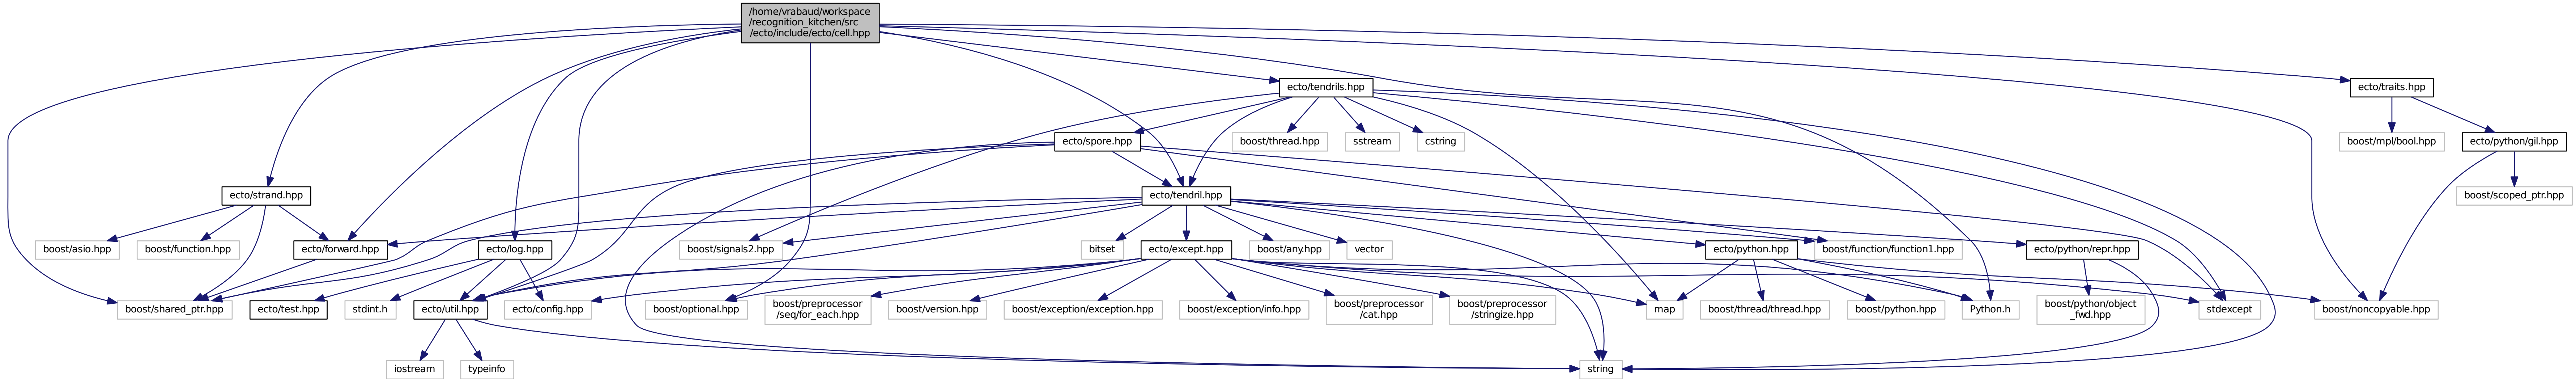 /home/vrabaud/workspace
/recognition_kitchen/src
/ecto/include/ecto/cell.hpp
ecto/tendrils.hpp
ecto/traits.hpp
ecto/spore.hpp
boost/thread.hpp
sstream
cstring
boost/mpl/bool.hpp
ecto/python/gil.hpp
ecto/strand.hpp
ecto/tendril.hpp
boost/scoped_ptr.hpp
boost/asio.hpp
boost/function.hpp
ecto/forward.hpp
ecto/log.hpp
boost/signals2.hpp
bitset
ecto/except.hpp
boost/any.hpp
vector
ecto/python.hpp
boost/function/function1.hpp
ecto/python/repr.hpp
boost/shared_ptr.hpp
ecto/test.hpp
stdint.h
ecto/util.hpp
ecto/config.hpp
boost/optional.hpp
boost/preprocessor
/seq/for_each.hpp
boost/version.hpp
boost/exception/exception.hpp
boost/exception/info.hpp
boost/preprocessor
/cat.hpp
boost/preprocessor
/stringize.hpp
map
boost/thread/thread.hpp
boost/python.hpp
Python.h
boost/python/object
_fwd.hpp
stdexcept
boost/noncopyable.hpp
iostream
typeinfo
string